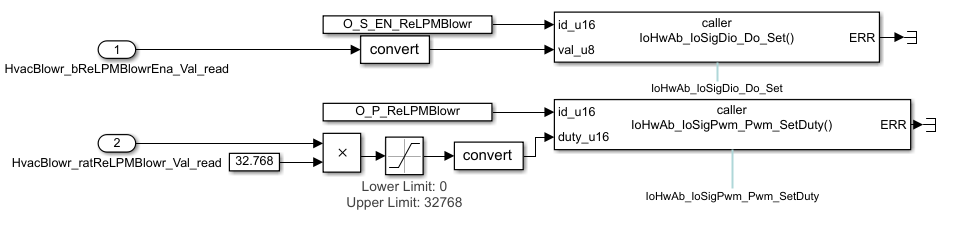 O_S_EN_ReLPMBlowr
id_u16
caller
IoHwAb_IoSigDio_Do_Set()
ERR
1
convert
val_u8
HvacBlowr_bReLPMBlowrEna_Val_read
IoHwAb_IoSigDio_Do_Set
O_P_ReLPMBlowr
id_u16
caller
IoHwAb_IoSigPwm_Pwm_SetDuty()
ERR
duty_u16
2
HvacBlowr_ratReLPMBlowr_Val_read
32.768
×
convert
Lower Limit: 0
Upper Limit: 32768
IoHwAb_IoSigPwm_Pwm_SetDuty